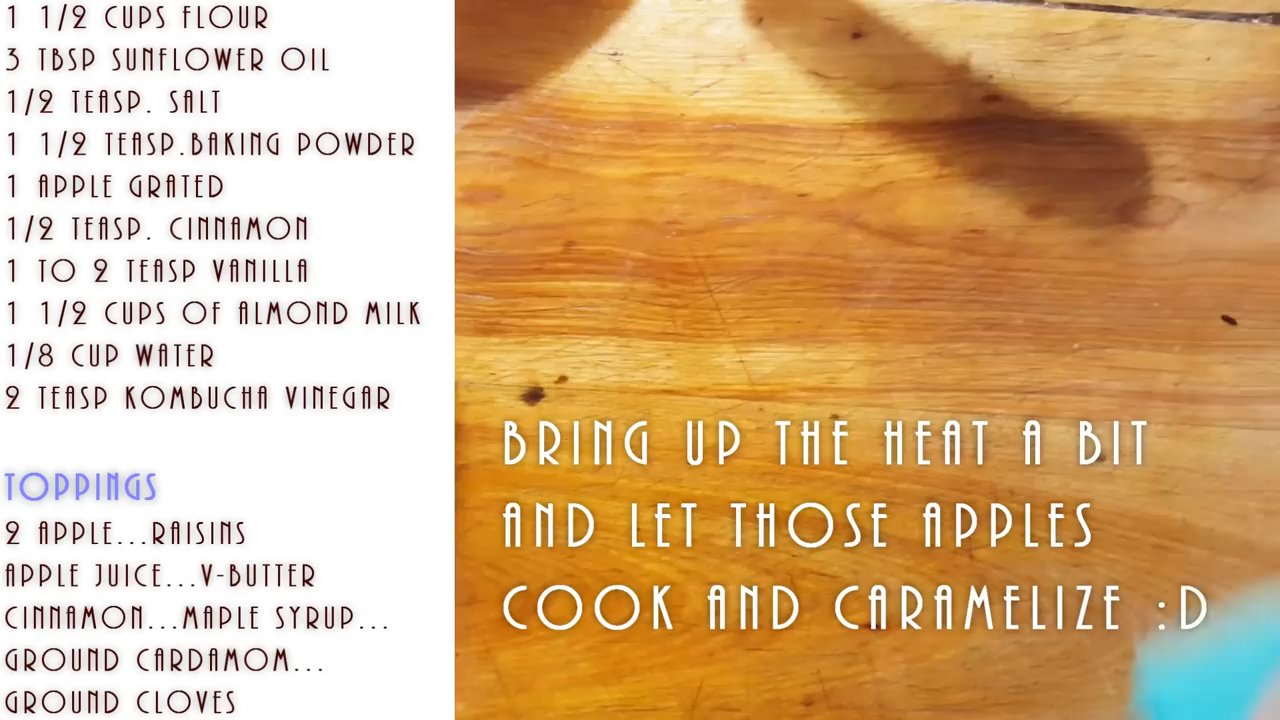 1 1/2 CUPS FLOUR
3 TBSP SUNFLOWER OIL
1/2 TEASP. SALT
1 1/2 TEASP.BAKING POWDER
1 APPLE GRATED
1/2 TEASP. CINNAMON
1 TO 2 TEASP VANILLA
1 1/2 CUPS OF ALMOND MILK
1/8 CUP WATER
2 TEASP KOMBUCHA VINEGAR
TOPPINGS
2 APPLE...RAISINS
APPLE JUICE...V-BUTTER
CINNAMON...MAPLE SYRUP...
GROUND CARDAMOM...
GROUND CLOVES
BRING UP THE HEAT A BIT
AND LET THOSE APPLES
COOK AND CARAMELIZE :D